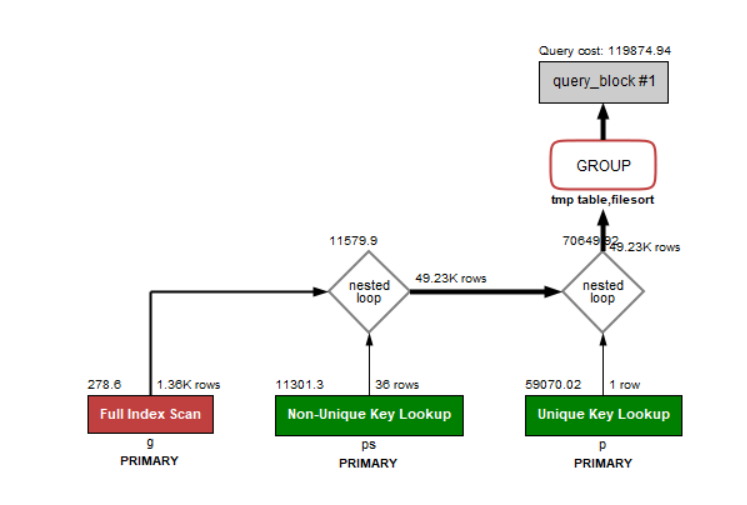 Query cost: 119874.94
query_block #1
GROUP
tmp table,filesort
11579.9
70649.92
49.23K rows
nested
loop
49.23K rows
nested
loop
278.6
1.36K rows
11301.3
36 rows
59070.02
1 row
Full Index Scan
Non-Unique Key Lookup
Unique Key Lookup
g
ps
p
PRIMARY
PRIMARY
PRIMARY